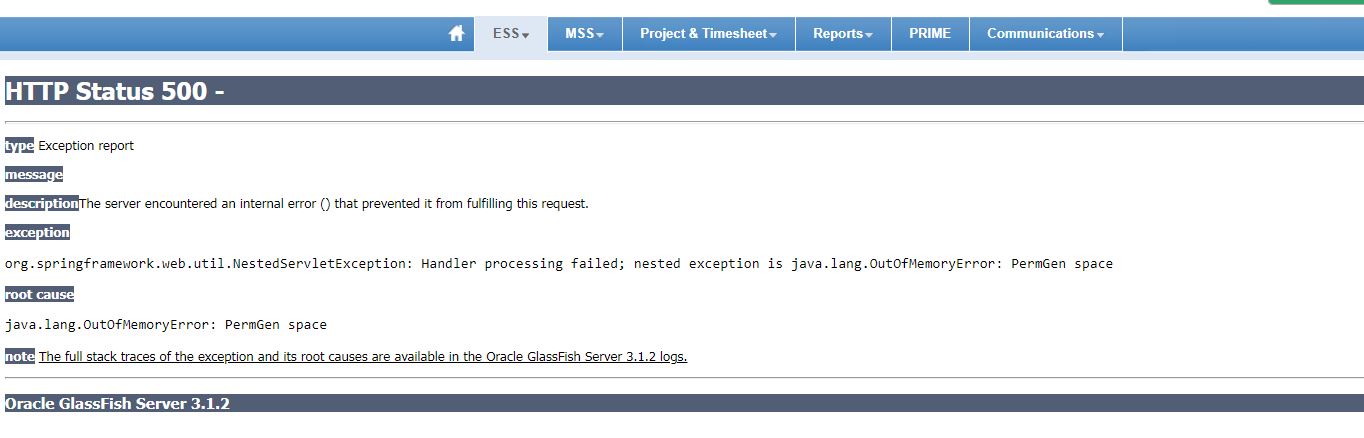 ESS MSS Project & Timesheet Reports PRIME Communications
HTTP Status 500 -
type Exception report
message
descriptionThe server encountered an internal error () that prevented it from fulfilling this request.
exception
org.springframework.web.util.NestedServletException: Handler processing failed; nested exception is java.lang.OutOfMemoryError: PermGen space
root cause
java.lang.OutOfMemoryError: PermGen space
note The full stack traces of the exception and its root causes are available in the Oracle GlassFish Server 3.1.2 logs.
Oracle GlassFish Server 3.1.2